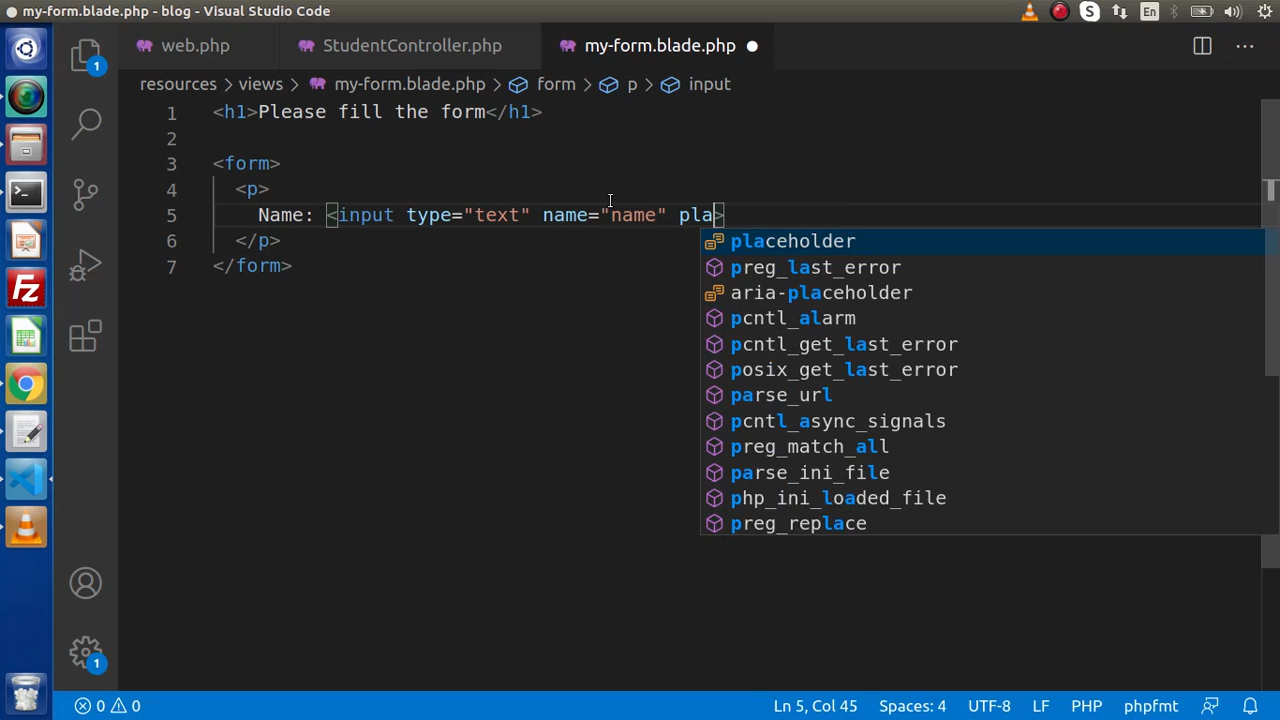 my-form.blade.php - blog - Visual Studio Code
En
web.php
StudentController.php
my-form.blade.php
resources > views > my-form.blade.php > form > p > input
1 <h1>Please fill the form</h1>
2
3 <form>
4 <p>
5 Name: <input type="text" name="name" pla>
6 </p>
7 </form>
placeholder
preg_last_error
aria-placeholder
pcntl_alarm
pcntl_get_last_error
posix_get_last_error
parse_url
pcntl_async_signals
preg_match_all
parse_ini_file
php_ini_loaded_file
preg_replace
1
1
0 0
Ln 5, Col 45
Spaces: 4
UTF-8
LF
PHP
phpfmt